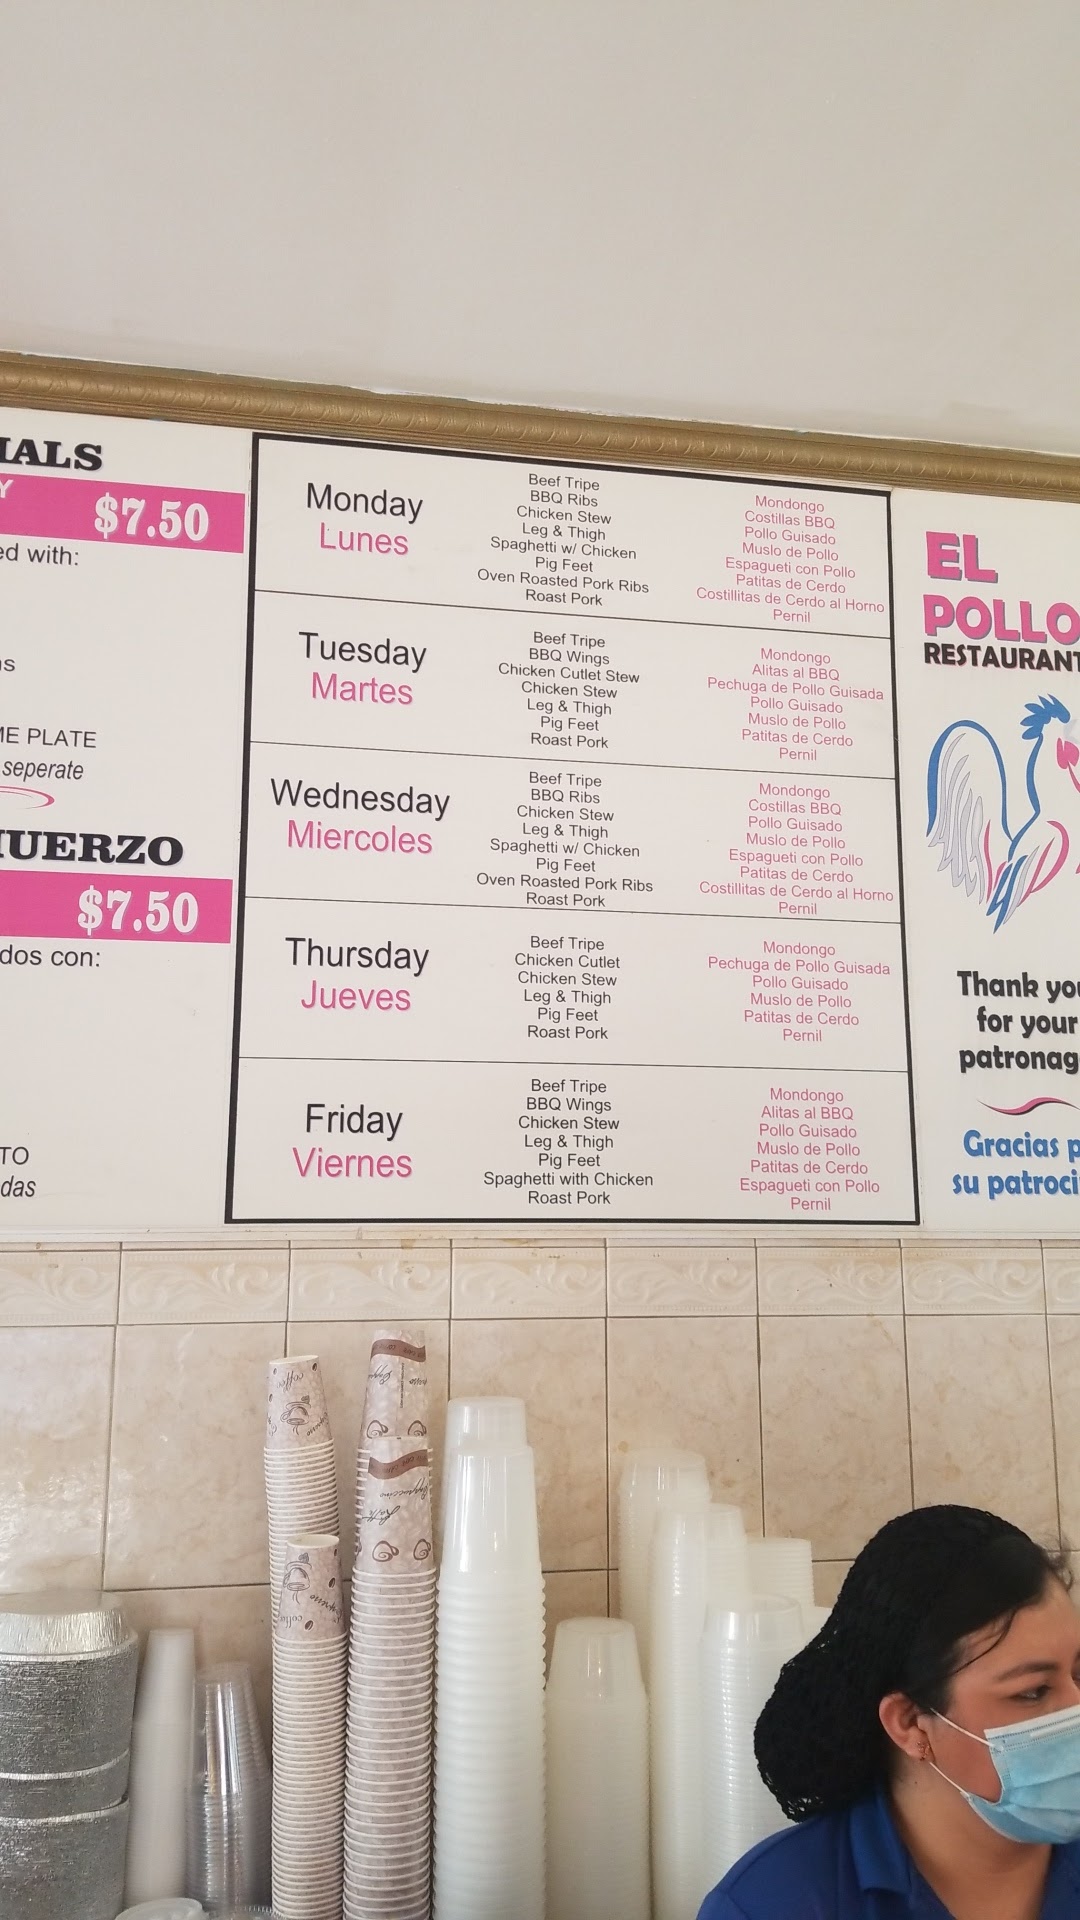 IALS
Y $7.50
ed with:
as
ME PLATE
seperate
MUERZO
$7.50
dos con:
TO
das
Monday
Lunes
Beef Tripe
BBQ Ribs
Chicken Stew
Leg & Thigh
Spaghetti w/ Chicken
Pig Feet
Oven Roasted Pork Ribs
Roast Pork
Mondongo
Costillas BBQ
Pollo Guisado
Muslo de Pollo
Espagueti con Pollo
Patitas de Cerdo
Costillitas de Cerdo al Horno
Pernil
Tuesday
Martes
Beef Tripe
BBQ Wings
Chicken Cutlet Stew
Chicken Stew
Leg & Thigh
Pig Feet
Roast Pork
Mondongo
Alitas al BBQ
Pechuga de Pollo Guisada
Pollo Guisado
Muslo de Pollo
Patitas de Cerdo
Pernil
Wednesday
Miercoles
Beef Tripe
BBQ Ribs
Chicken Stew
Leg & Thigh
Spaghetti w/ Chicken
Pig Feet
Oven Roasted Pork Ribs
Roast Pork
Mondongo
Costillas BBQ
Pollo Guisado
Muslo de Pollo
Espagueti con Pollo
Patitas de Cerdo
Costillitas de Cerdo al Horno
Pernil
Thursday
Jueves
Beef Tripe
Chicken Cutlet
Chicken Stew
Leg & Thigh
Pig Feet
Roast Pork
Mondongo
Pechuga de Pollo Guisada
Pollo Guisado
Muslo de Pollo
Patitas de Cerdo
Pernil
Friday
Viernes
Beef Tripe
BBQ Wings
Chicken Stew
Leg & Thigh
Pig Feet
Spaghetti with Chicken
Roast Pork
Mondongo
Alitas al BBQ
Pollo Guisado
Muslo de Pollo
Patitas de Cerdo
Espagueti con Pollo
Pernil
EL
POLLO
RESTAURANT
Thank you
for your
patronag
Gracias p
su patroci
coffee